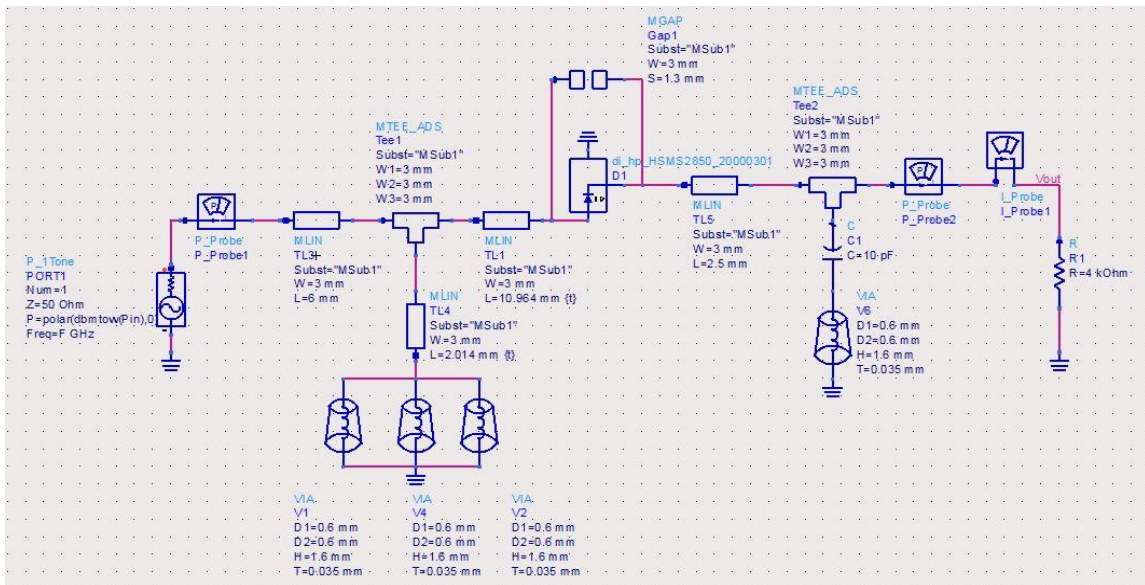 MGAP
Gap1
Subst="MSub1"
W=3 mm
S=1.3 mm
MTEE_ADS
Tee1
Subst="MSub1"
W1=3 mm
W2=3 mm
W3=3 mm
di_hp_HSMS2850_20000301
D1
MTEE_ADS
Tee2
Subst="MSub1"
W1=3 mm
W2=3 mm
W3=3 mm
P_1Tone
PORT1
Num=1
Z=50 Ohm
P=polar(dbmtow(Pin),0)
Freq=F GHz
P_Probe
P_Probe1
MLIN
TL3
Subst="MSub1"
W=3 mm
L=6 mm
MLIN
TL1
Subst="MSub1"
W=3 mm
L=10.964 mm {t}
MLIN
TL4
Subst="MSub1"
W=3 mm
L=2.014 mm {t}
MLIN
TL5
Subst="MSub1"
W=3 mm
L=2.5 mm
C
C1
C=10 pF
P_Probe
P_Probe2
I_Probe
I_Probe1
Vout
R
R1
R=4 kOhm
VIA
V6
D1=0.6 mm
D2=0.6 mm
H=1.6 mm
T=0.035 mm
VIA
V1
D1=0.6 mm
D2=0.6 mm
H=1.6 mm
T=0.035 mm
VIA
V4
D1=0.6 mm
D2=0.6 mm
H=1.6 mm
T=0.035 mm
VIA
V2
D1=0.6 mm
D2=0.6 mm
H=1.6 mm
T=0.035 mm